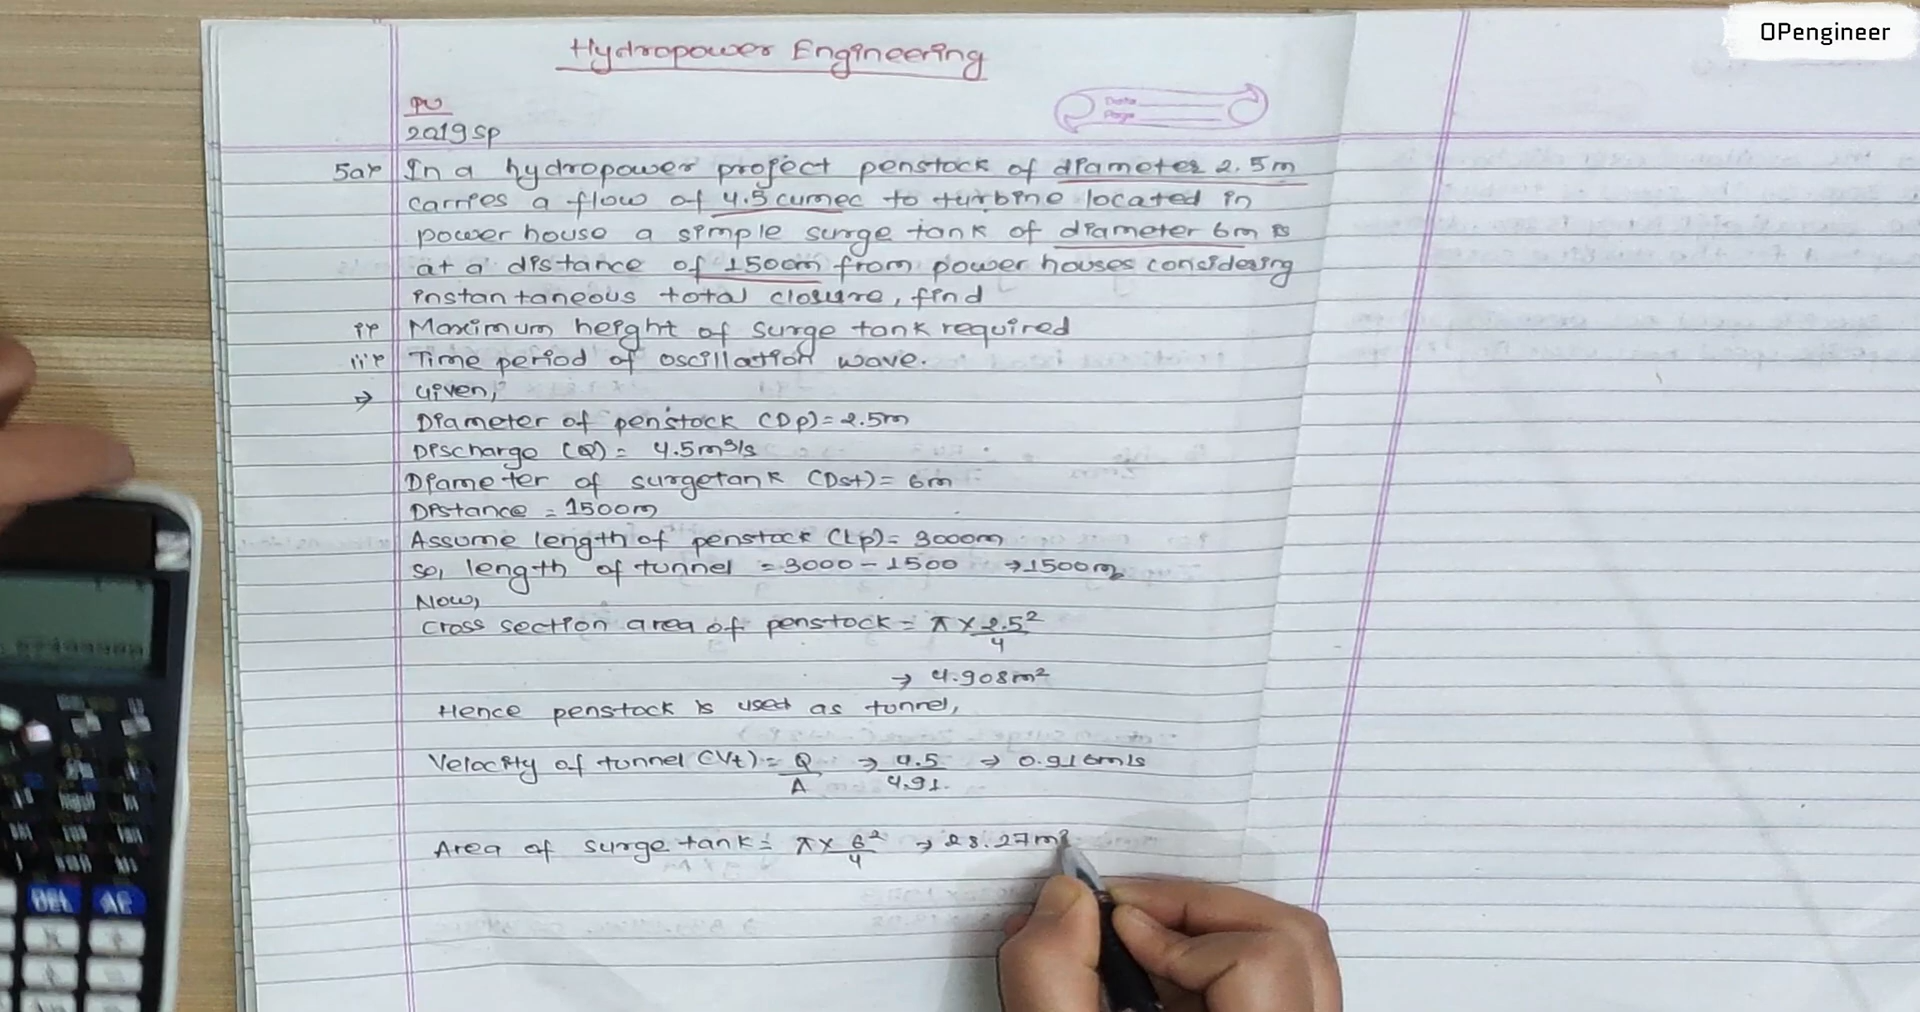 OPengineer
Hydropower Engineering
PU
2019 sp
Date
Page
5a> In a hydropower project penstock of diameter 2.5m
carries a flow of 4.5 cumec to turbine located in
power house a simple surge tank of diameter 6m is
at a distance of 1500m from power houses considering
instantaneous total closure, find
i> Maximum height of surge tank required
ii> Time period of oscillation wave.
→ Given,
Diameter of penstock (Dp) = 2.5m
Discharge (Q) = 4.5m³/s
Diameter of surgetank (Dst) = 6m
Distance = 1500m
Assume length of penstock (Lp) = 3000m
so, length of tunnel = 3000 - 1500 → 1500m
Now,
cross section area of penstock = π × 2.5²/4
→ 4.908m²
Hence penstock is used as tunnel,
Velocity of tunnel (Vt) = Q/A → 4.5/4.91 → 0.916m/s
Area of surge tank = π × 6²/4 → 28.27m²
DEL AC